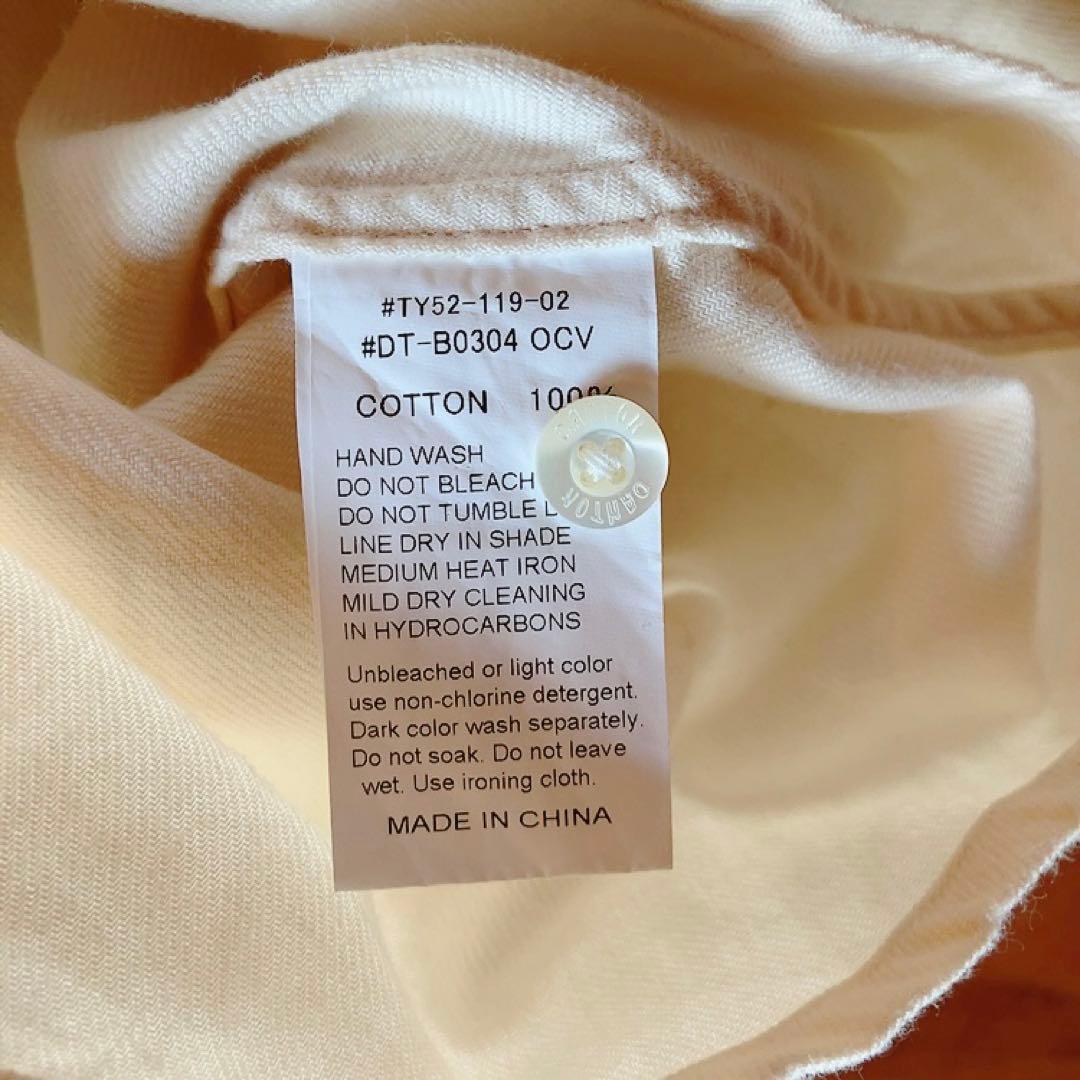 #TY52-119-02
#DT-B0304 OCV
COTTON 100%
HAND WASH
DO NOT BLEACH
DO NOT TUMBLE
LINE DRY IN SHADE
MEDIUM HEAT IRON
MILD DRY CLEANING
IN HYDROCARBONS
Unbleached or light color
use non-chlorine detergent.
Dark color wash separately.
Do not soak. Do not leave
wet. Use ironing cloth.
MADE IN CHINA
DANTON